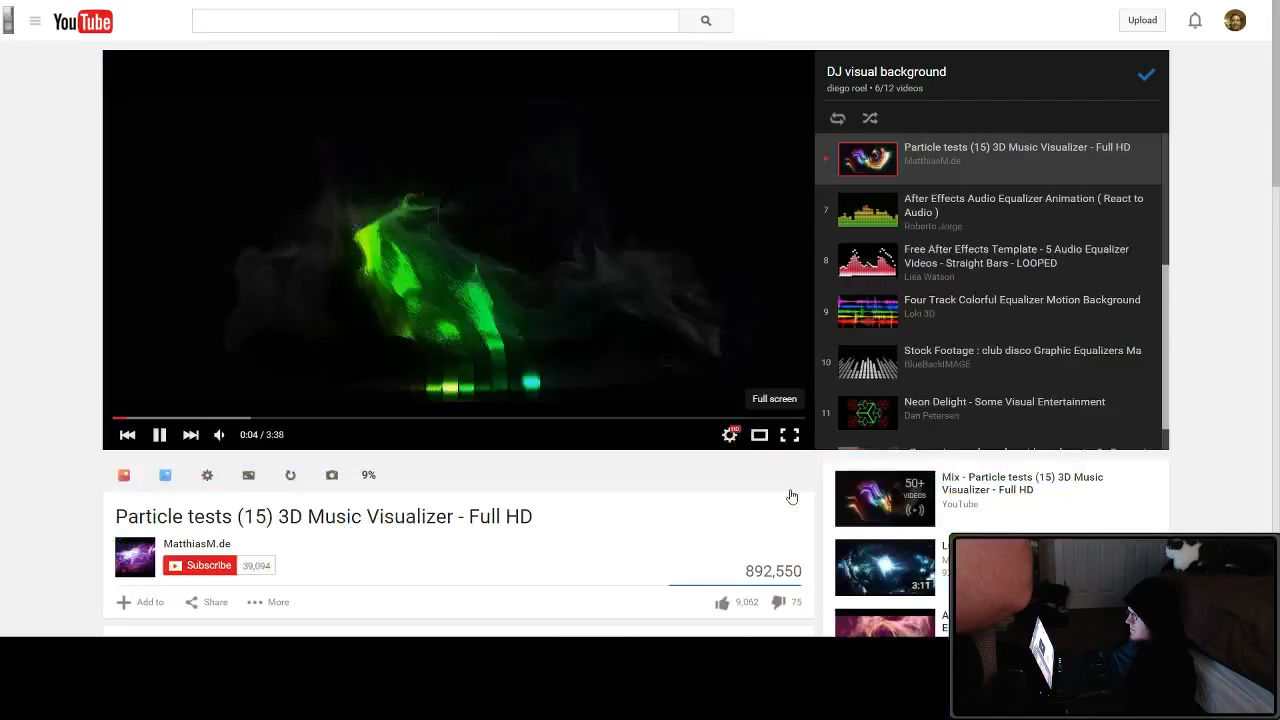 YouTube
Upload
DJ visual background
diego roel • 6/12 videos
Particle tests (15) 3D Music Visualizer - Full HD
MatthiasM.de
7
After Effects Audio Equalizer Animation ( React to
Audio )
Roberto Jorge
8
Free After Effects Template - 5 Audio Equalizer
Videos - Straight Bars - LOOPED
Lisa Watson
9
Four Track Colorful Equalizer Motion Background
Loki 3D
10
Stock Footage : club disco Graphic Equalizers Ma
BlueBackIMAGE
11
Neon Delight - Some Visual Entertainment
Dan Petersen
Full screen
0:04 / 3:38
HD
9%
Particle tests (15) 3D Music Visualizer - Full HD
MatthiasM.de
Subscribe 39,094
892,550
Add to Share More
9,062 75
50+
VIDEOS
Mix - Particle tests (15) 3D Music
Visualizer - Full HD
YouTube
3:11